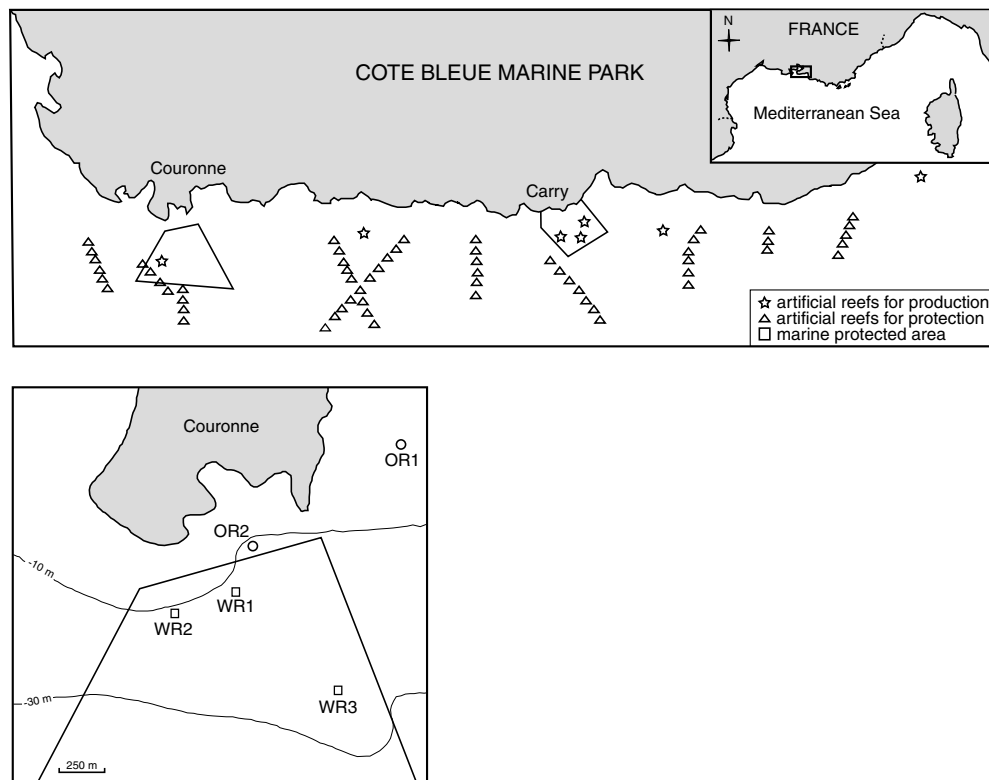 N
FRANCE
COTE BLEUE MARINE PARK
Mediterranean Sea
Couronne
Carry
artificial reefs for production
artificial reefs for protection
marine protected area
Couronne
OR1
OR2
-10 m
WR1
WR2
-30 m
WR3
250 m